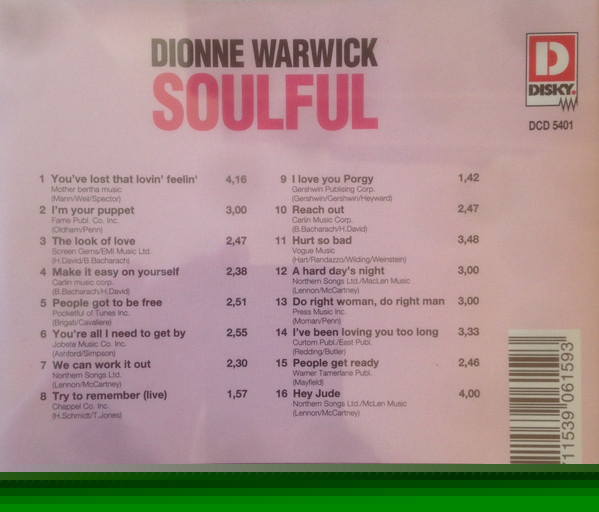 DIONNE WARWICK
SOULFUL
D
DISKY.
DCD 5401
1 You've lost that lovin' feelin' 4,16
Mother bertha music
(Mann/Weil/Spector)
2 I'm your puppet 3,00
Fame Publ. Co. Inc.
(Oldham/Penn)
3 The look of love 2,47
Screen Gems/EMI Music Ltd.
(H.David/B.Bacharach)
4 Make it easy on yourself 2,38
Carlin music corp.
(B.Bacharach/H.David)
5 People got to be free 2,51
Pocketful of Tunes Inc.
(Brigati/Cavaliere)
6 You're all I need to get by 2,55
Jobete Music Co. Inc.
(Ashford/Simpson)
7 We can work it out 2,30
Northern Songs Ltd.
(Lennon/McCartney)
8 Try to remember (live) 1,57
Chappel Co. Inc.
(H.Schmidt/T.Jones)
9 I love you Porgy 1,42
Gershwin Publising Corp.
(Gershwin/Gershwin/Heyward)
10 Reach out 2,47
Carlin Music Corp.
(B.Bacharach/H.David)
11 Hurt so bad 3,48
Vogue Music
(Hart/Randazzo/Wilding/Weinstein)
12 A hard day's night 3,00
Northern Songs Ltd./MacLen Music
(Lennon/McCartney)
13 Do right woman, do right man 3,00
Press Music Inc.
(Moman/Penn)
14 I've been loving you too long 3,33
Curtom Publ./East Publ.
(Redding/Butler)
15 People get ready 2,46
Warner Tamerlane Publ.
(Mayfield)
16 Hey Jude 4,00
Northern Songs Ltd./McLen Music
(Lennon/McCartney)
711539 061593